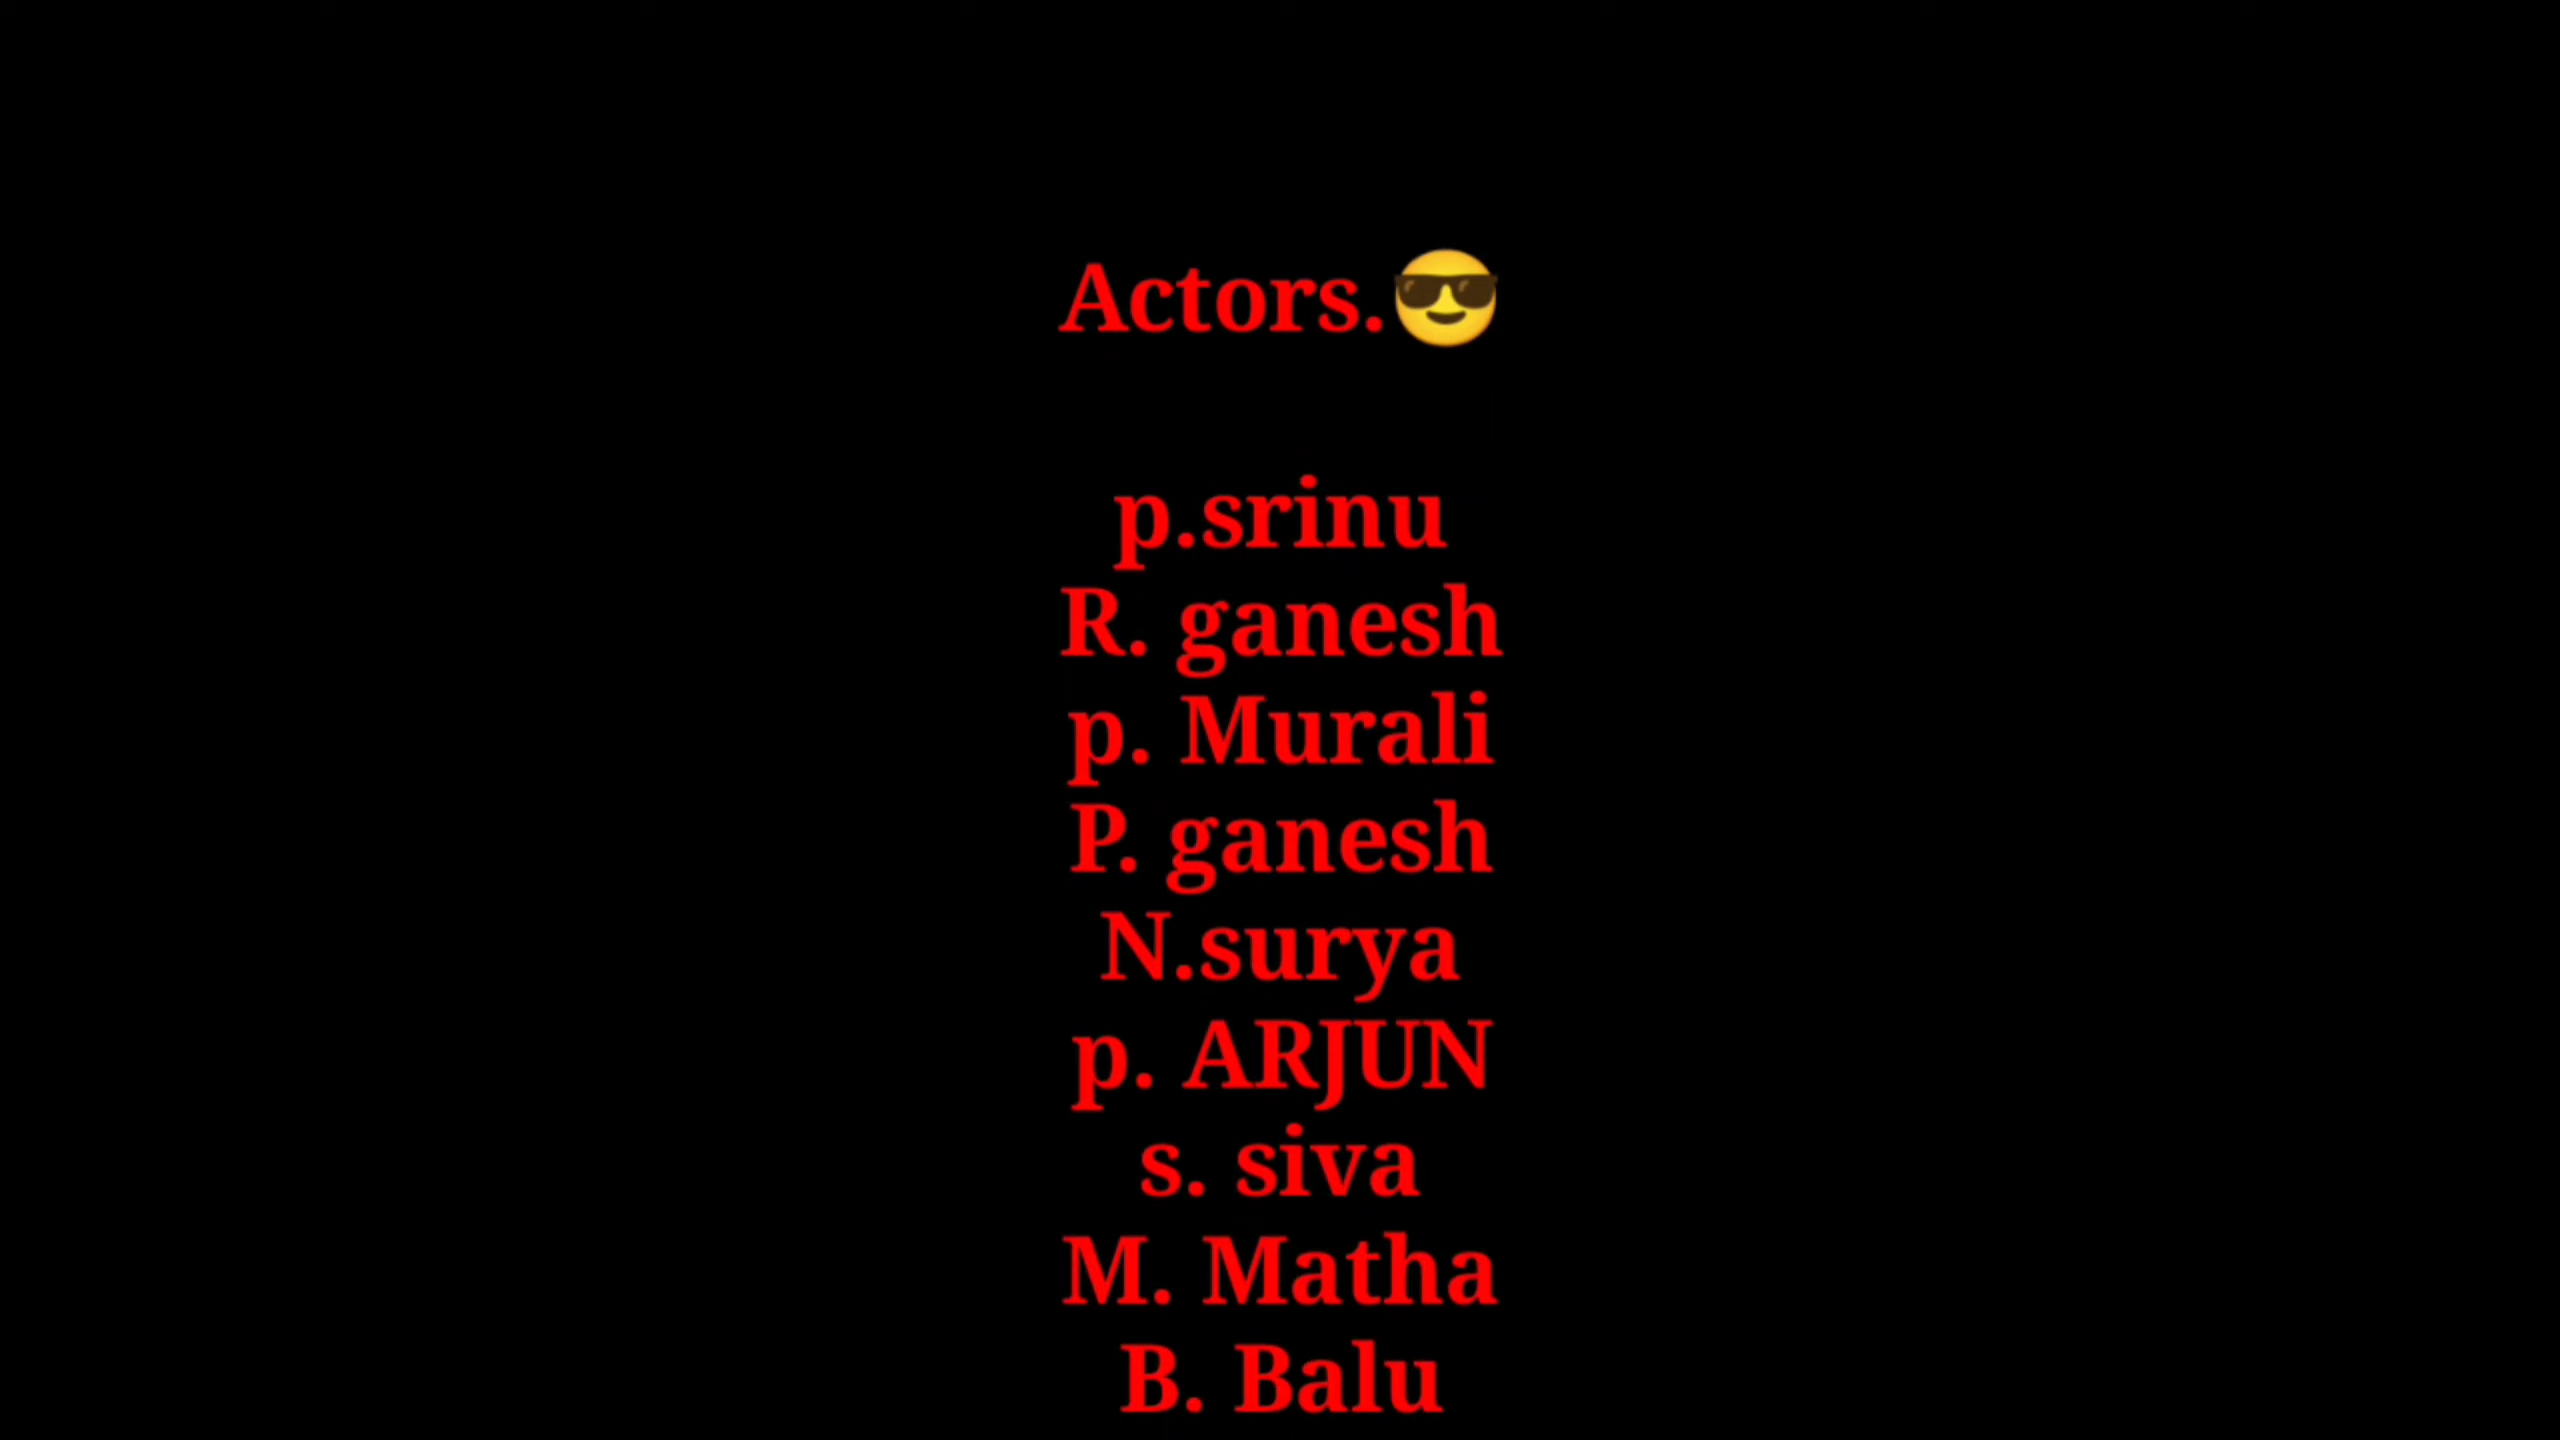 Actors.😎
p.srinu
R. ganesh
p. Murali
P. ganesh
N.surya
p. ARJUN
s. siva
M. Matha
B. Balu